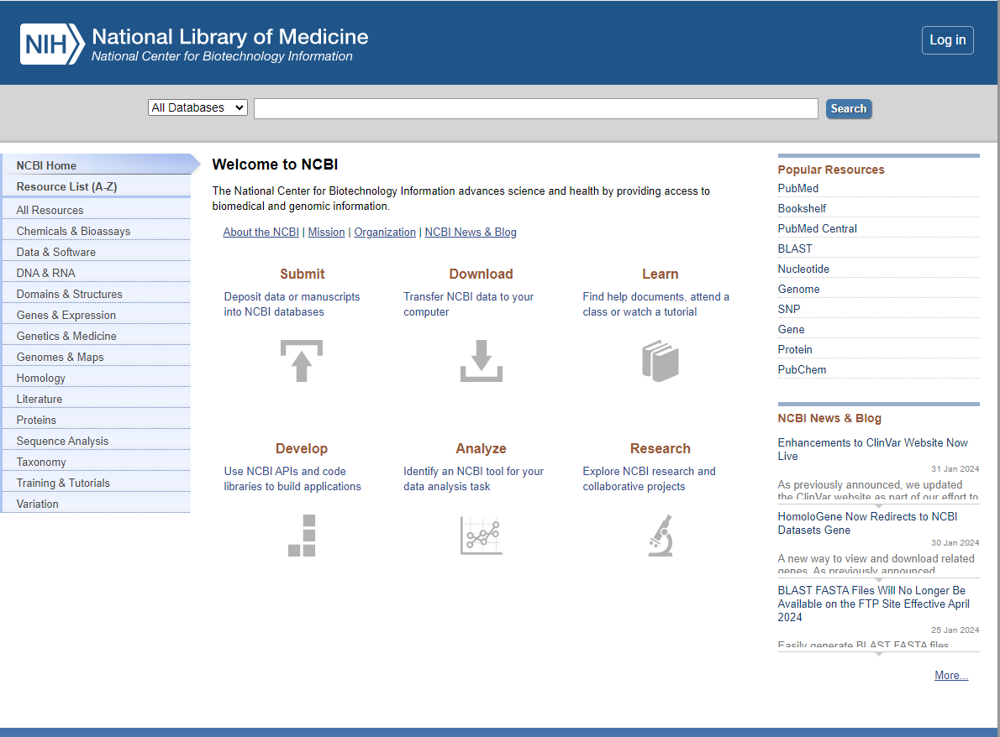 NIH
National Library of Medicine
National Center for Biotechnology Information
Log in
All Databases
Search
NCBI Home
Resource List (A-Z)
All Resources
Chemicals & Bioassays
Data & Software
DNA & RNA
Domains & Structures
Genes & Expression
Genetics & Medicine
Genomes & Maps
Homology
Literature
Proteins
Sequence Analysis
Taxonomy
Training & Tutorials
Variation
Welcome to NCBI
The National Center for Biotechnology Information advances science and health by providing access to
biomedical and genomic information.
About the NCBI | Mission | Organization | NCBI News & Blog
Submit
Deposit data or manuscripts
into NCBI databases
Download
Transfer NCBI data to your
computer
Learn
Find help documents, attend a
class or watch a tutorial
Develop
Use NCBI APIs and code
libraries to build applications
Analyze
Identify an NCBI tool for your
data analysis task
Research
Explore NCBI research and
collaborative projects
Popular Resources
PubMed
Bookshelf
PubMed Central
BLAST
Nucleotide
Genome
SNP
Gene
Protein
PubChem
NCBI News & Blog
Enhancements to ClinVar Website Now
Live
31 Jan 2024
As previously announced, we updated
the ClinVar website as part of our effort to
HomoloGene Now Redirects to NCBI
Datasets Gene
30 Jan 2024
A new way to view and download related
genes As previously announced
BLAST FASTA Files Will No Longer Be
Available on the FTP Site Effective April
2024
25 Jan 2024
Easily generate BLAST FASTA files
More...